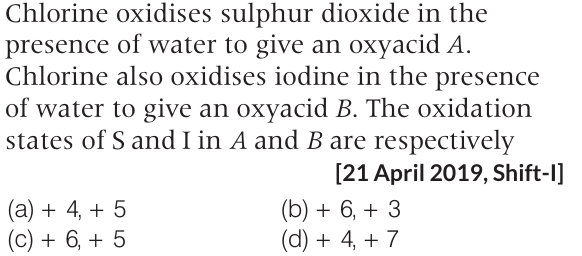 Chlorine oxidises sulphur dioxide in the
presence of water to give an oxyacid A.
Chlorine also oxidises iodine in the presence
of water to give an oxyacid B. The oxidation
states of S and I in A and B are respectively
[21 April 2019, Shift-I]
(a) + 4, + 5 (b) + 6, + 3
(c) + 6, + 5 (d) + 4, + 7